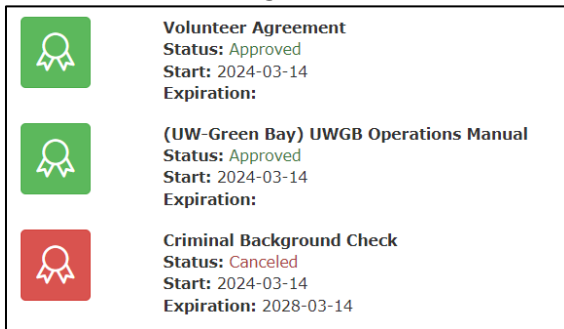 Volunteer Agreement
Status: Approved
Start: 2024-03-14
Expiration:
(UW-Green Bay) UWGB Operations Manual
Status: Approved
Start: 2024-03-14
Expiration:
Criminal Background Check
Status: Canceled
Start: 2024-03-14
Expiration: 2028-03-14